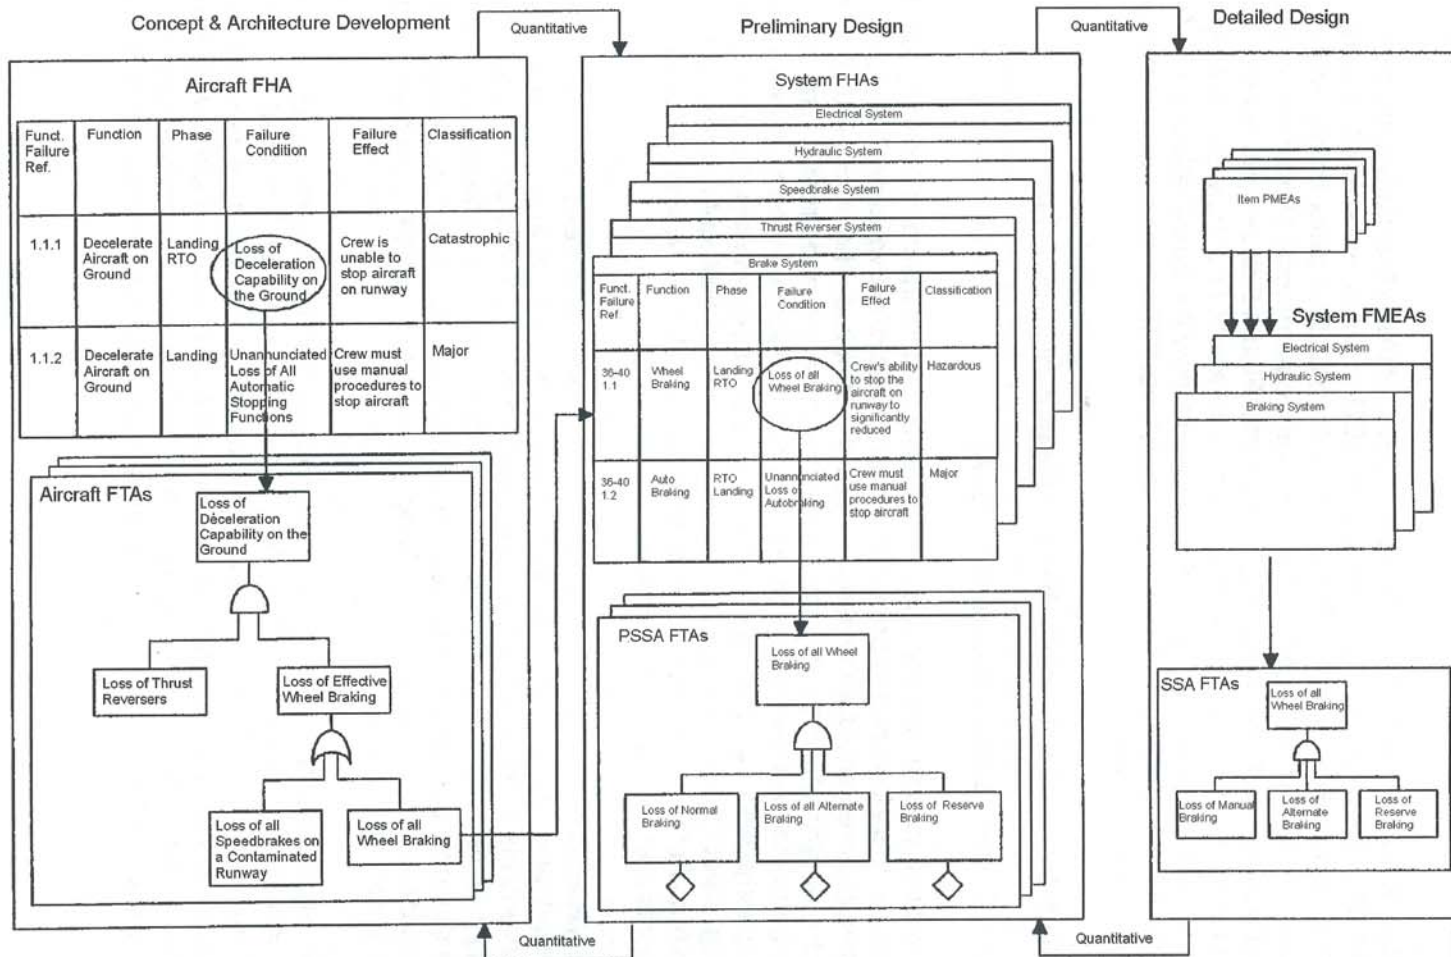 Concept & Architecture Development
Quantitative
Preliminary Design
Quantitative
Detailed Design
Aircraft FHA
Funct.
Failure
Ref.
Function
Phase
Failure
Condition
Failure
Effect
Classification
1.1.1
Decelerate
Aircraft on
Ground
Landing
RTO
Loss of
Deceleration
Capability on
the Ground
Crew is
unable to
stop aircraft
on runway
Catastrophic
1.1.2
Decelerate
Aircraft on
Ground
Landing
Unannunciated
Loss of All
Automatic
Stopping
Functions
Crew must
use manual
procedures to
stop aircraft
Major
Aircraft FTAs
Loss of
Deceleration
Capability on the
Ground
Loss of Thrust
Reversers
Loss of Effective
Wheel Braking
Loss of all
Speedbrakes on
a Contaminated
Runway
Loss of all
Wheel Braking
System FHAs
Electrical System
Hydraulic System
Speedbrake System
Thrust Reverser System
Brake System
Funct.
Failure
Ref.
Function
Phase
Failure
Condition
Failure
Effect
Classification
36-40
1.1
Wheel
Braking
Landing
RTO
Loss of all
Wheel Braking
Crew's ability
to stop the
aircraft on
runway to
significantly
reduced
Hazardous
36-40
1.2
Auto
Braking
RTO
Landing
Unannunciated
Loss of
Autobraking
Crew must
use manual
procedures to
stop aircraft
Major
PSSA FTAs
Loss of all Wheel
Braking
Loss of Normal
Braking
Loss of all Alternate
Braking
Loss of Reserve
Braking
Item PMEAs
System FMEAs
Electrical System
Hydraulic System
Braking System
SSA FTAs
Loss of all
Wheel Braking
Loss of Manual
Braking
Loss of
Alternate
Braking
Loss of
Reserve
Braking
Quantitative
Quantitative